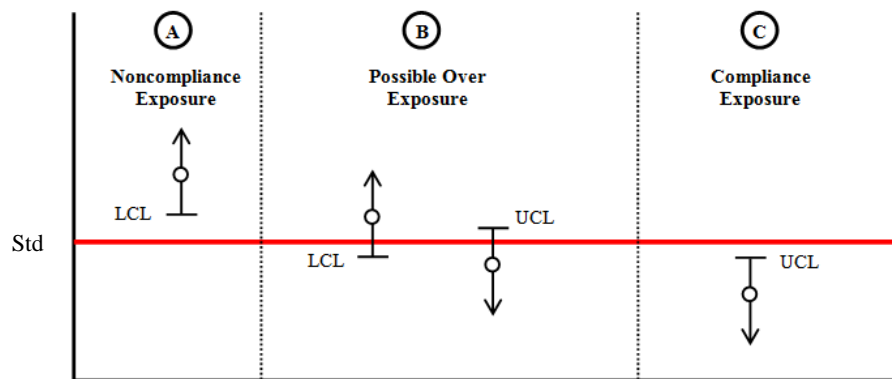 A
B
C
Noncompliance
Exposure
Possible Over
Exposure
Compliance
Exposure
LCL
UCL
Std
LCL
UCL